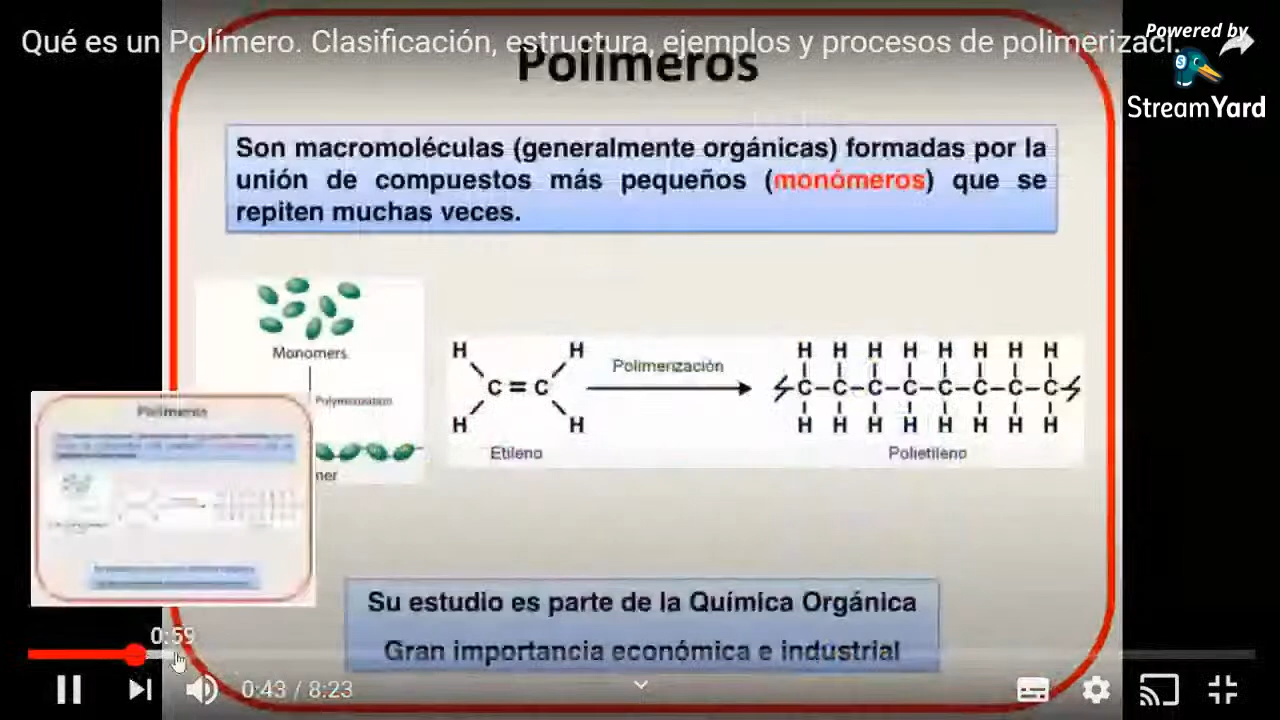 Qué es un Polímero. Clasificación, estructura, ejemplos y procesos de polimerizaci.
Powered by
StreamYard
Polímeros
Son macromoléculas (generalmente orgánicas) formadas por la
unión de compuestos más pequeños (monómeros) que se
repiten muchas veces.
Monomers
Polymerization
mer
H H
C = C
H H
Etileno
Polimerización
H H H H H H H H
C–C–C–C–C–C–C–C
H H H H H H H H
Polietileno
Polímeros
Su estudio es parte de la Química Orgánica
Gran importancia económica e industrial
0:59
0:43 / 8:23